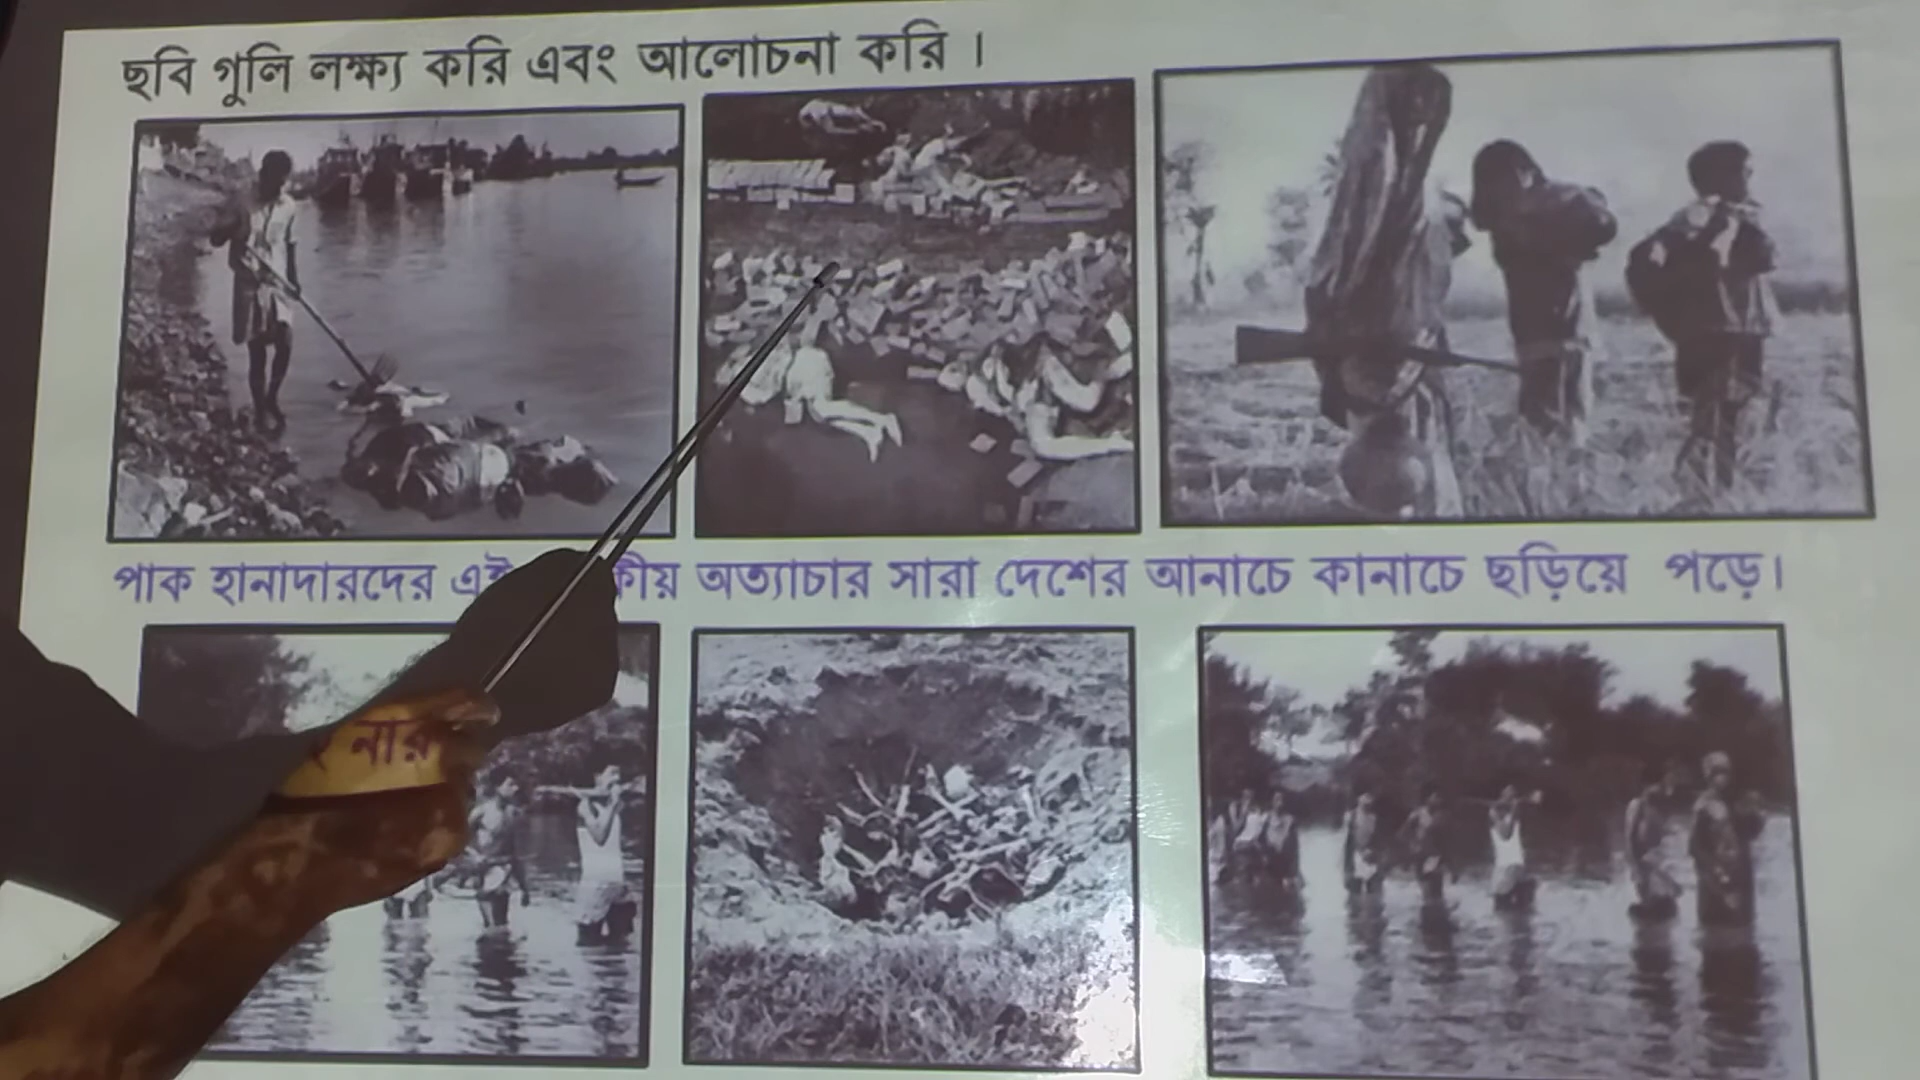 ছবি গুলি লক্ষ্য করি এবং আলোচনা করি ।
পাক হানাদারদের কীয় অত্যাচার সারা দেশের আনাচে কানাচে ছড়িয়ে পড়ে।